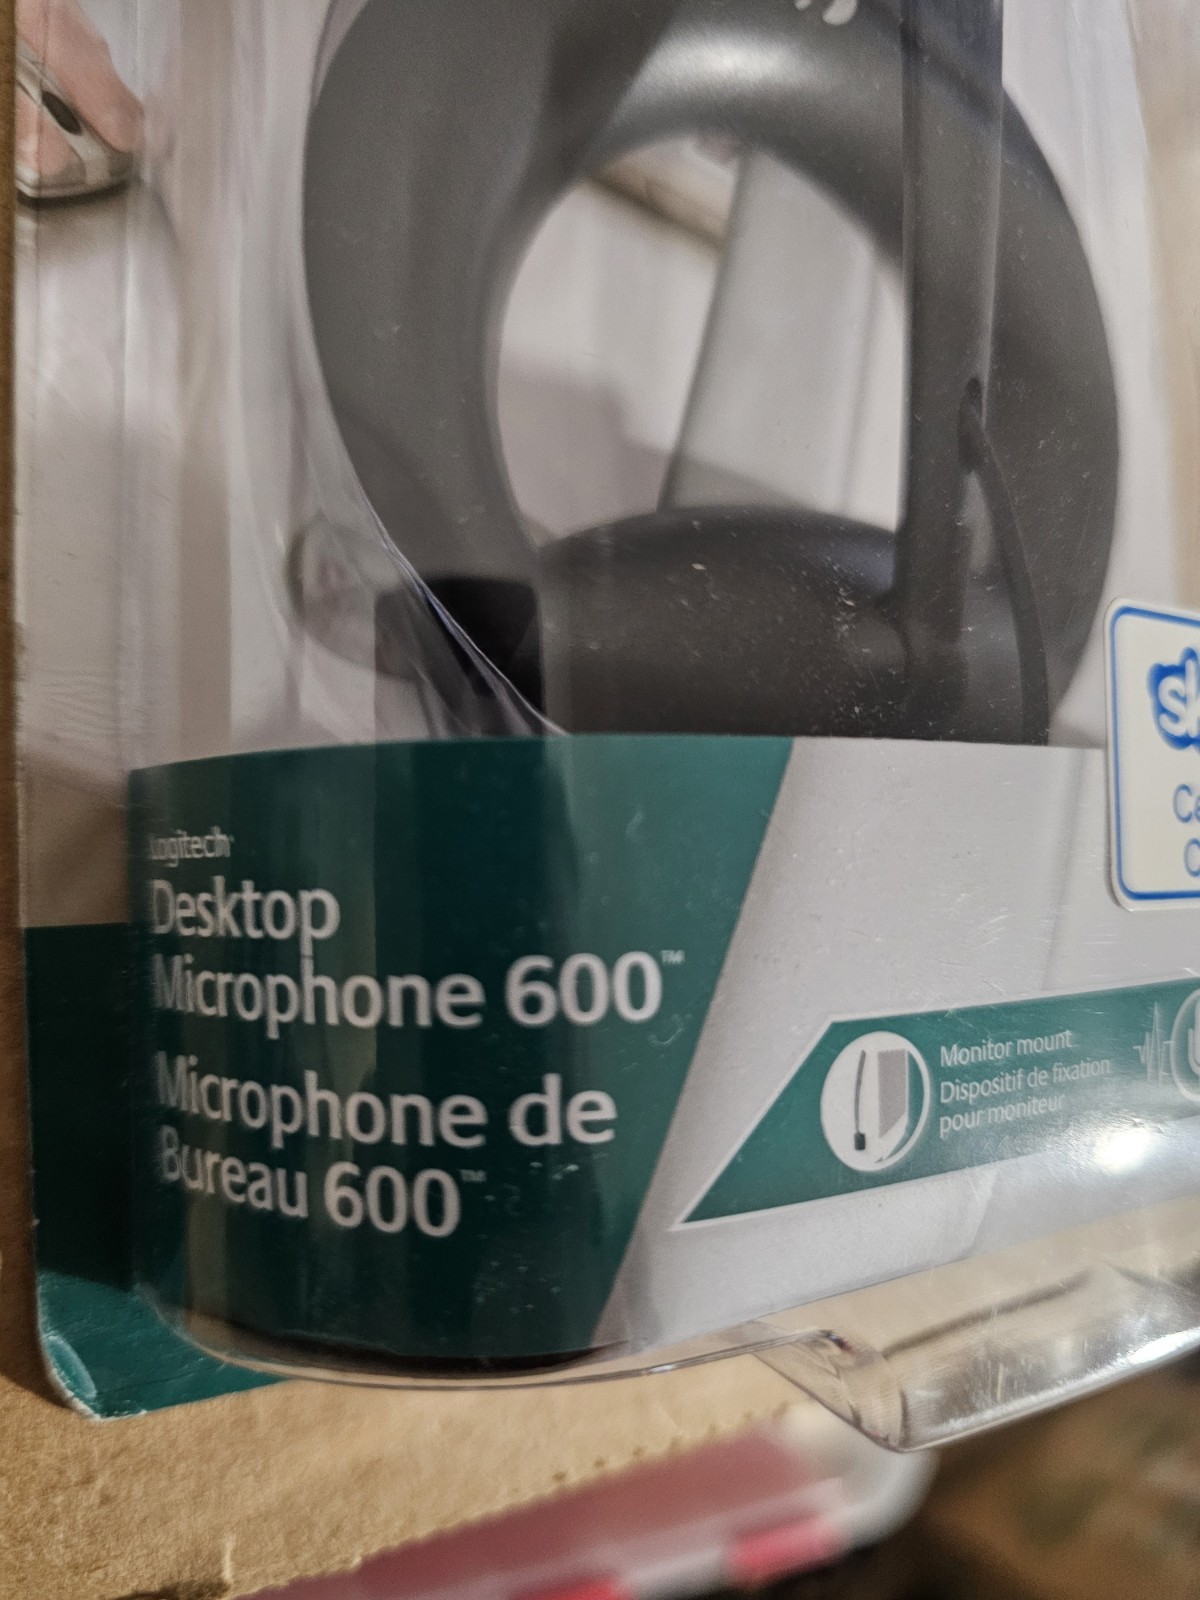 Logitech
Desktop
Microphone 600™
Microphone de
Bureau 600™
Monitor mount
Dispositif de fixation
pour moniteur